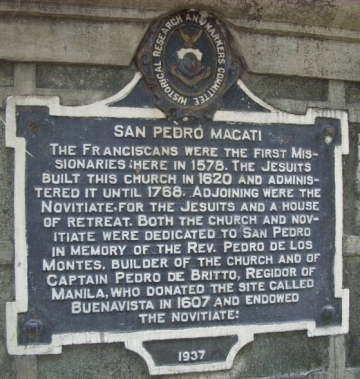 HISTORICAL RESEARCH AND MARKERS COMMITTEE
SAN PEDRO MACATI
THE FRANCISCANS WERE THE FIRST MIS-
SIONARIES HERE IN 1578. THE JESUITS
BUILT THIS CHURCH IN 1620 AND ADMINIS-
TERED IT UNTIL 1768. ADJOINING WERE THE
NOVITIATE FOR THE JESUITS AND A HOUSE
OF RETREAT. BOTH THE CHURCH AND NOV-
ITIATE WERE DEDICATED TO SAN PEDRO
IN MEMORY OF THE REV. PEDRO DE LOS
MONTES, BUILDER OF THE CHURCH AND OF
CAPTAIN PEDRO DE BRITTO, REGIDOR OF
MANILA, WHO DONATED THE SITE CALLED
BUENAVISTA IN 1607 AND ENDOWED
THE NOVITIATE.
1937